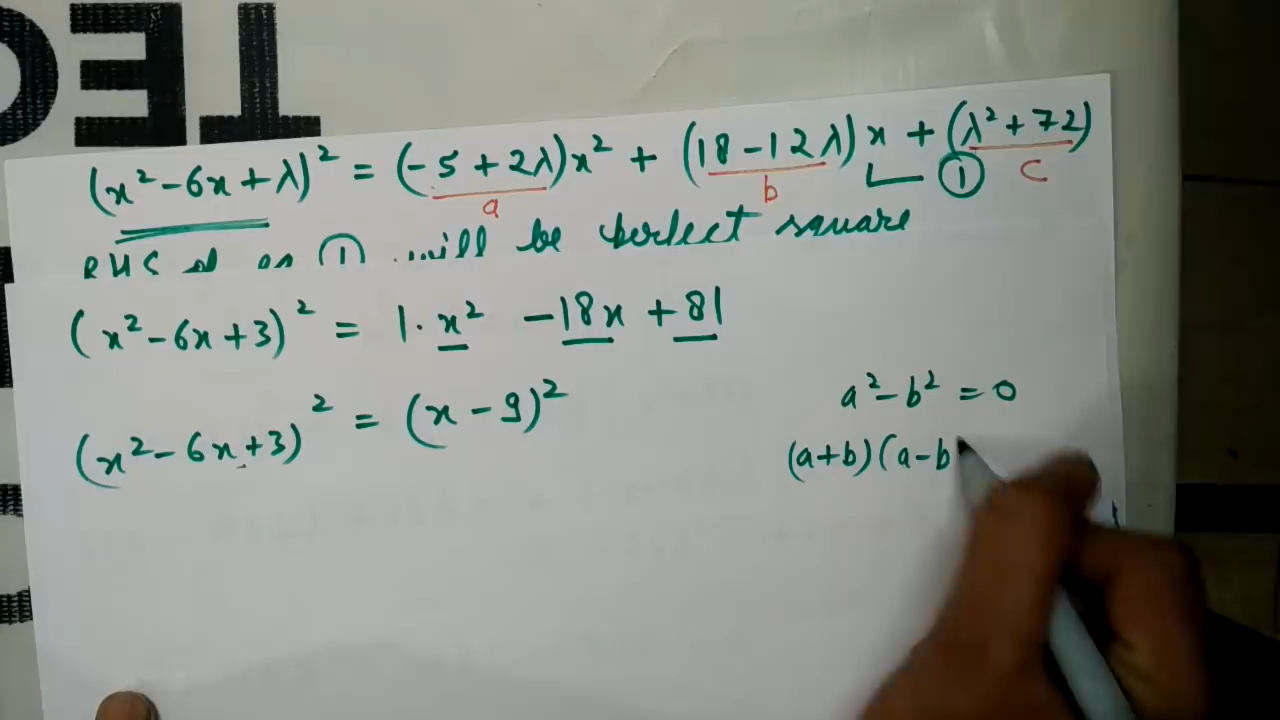 (x² - 6x + λ)² = (-5 + 2λ)x² + (18 - 12λ)x + (λ² + 72)
a b ① c
will be perfect square
(x² - 6x + 3)² = 1·x² - 18x + 81
(x² - 6x + 3)² = (x - 9)²
a² - b² = 0
(a+b)(a-b